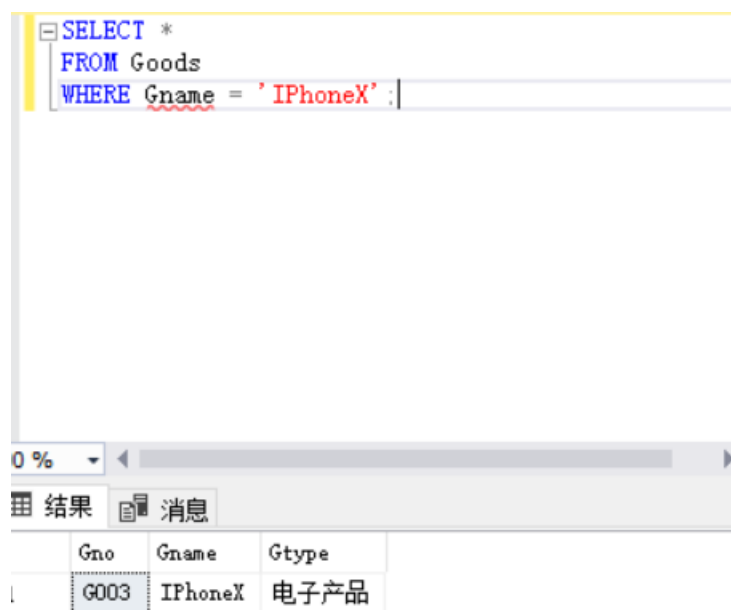 SELECT *
FROM Goods
WHERE Gname = 'IPhoneX';
0 %
结果 消息
Gno Gname Gtype
G003 IPhoneX 电子产品